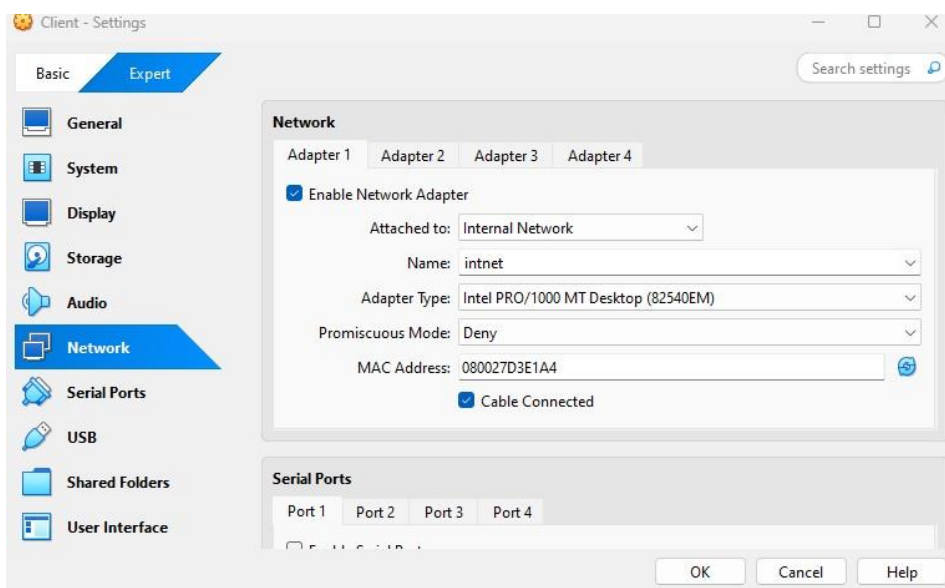 Client - Settings
Basic Expert Search settings
General
System
Display
Storage
Audio
Network
Serial Ports
USB
Shared Folders
User Interface
Network
Adapter 1 Adapter 2 Adapter 3 Adapter 4
Enable Network Adapter
Attached to: Internal Network
Name: intnet
Adapter Type: Intel PRO/1000 MT Desktop (82540EM)
Promiscuous Mode: Deny
MAC Address: 080027D3E1A4
Cable Connected
Serial Ports
Port 1 Port 2 Port 3 Port 4
OK Cancel Help